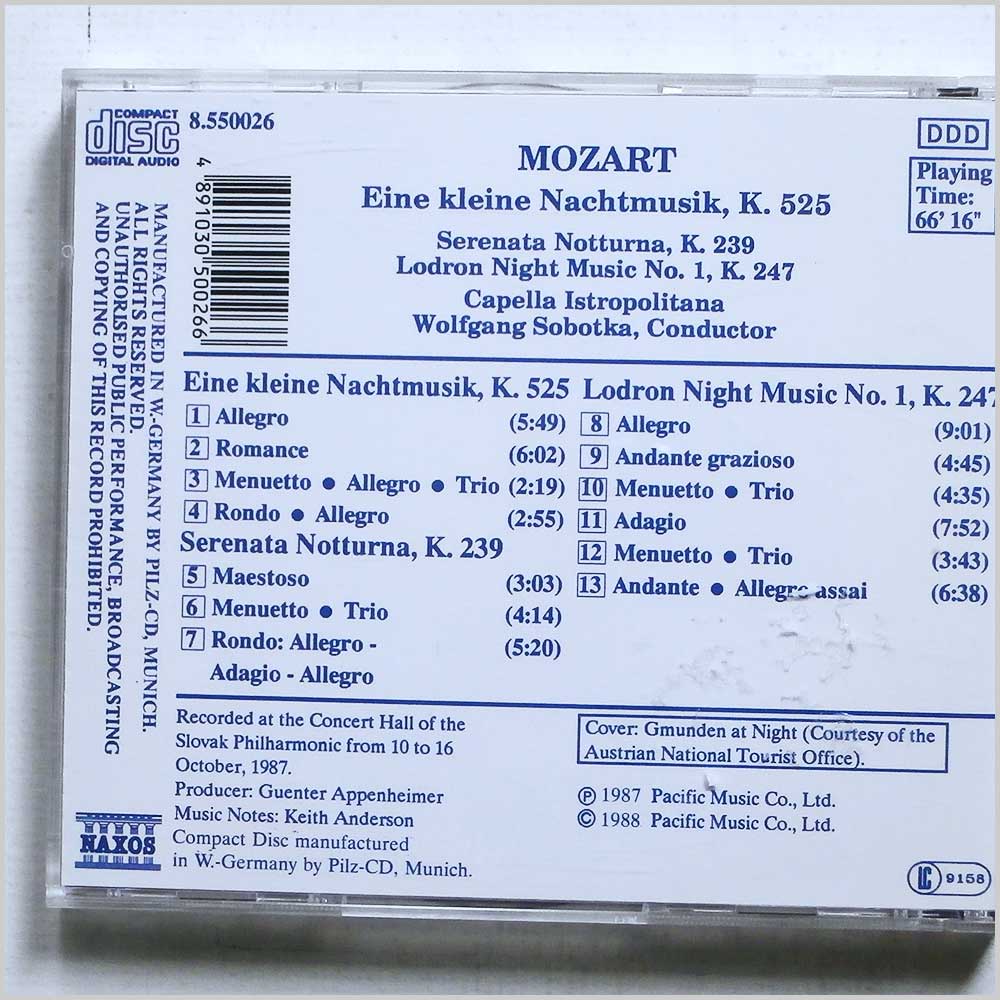 COMPACT
disc
DIGITAL AUDIO
8.550026
4 891030 500266
MOZART
Eine kleine Nachtmusik, K. 525
Serenata Notturna, K. 239
Lodron Night Music No. 1, K. 247
Capella Istropolitana
Wolfgang Sobotka, Conductor
DDD
Playing
Time:
66' 16"
MANUFACTURED IN W.-GERMANY BY PILZ-CD, MUNICH.
ALL RIGHTS RESERVED.
UNAUTHORISED PUBLIC PERFORMANCE, BROADCASTING
AND COPYING OF THIS RECORD PROHIBITED.
Eine kleine Nachtmusik, K. 525
1 Allegro (5:49)
2 Romance (6:02)
3 Menuetto • Allegro • Trio (2:19)
4 Rondo • Allegro (2:55)
Serenata Notturna, K. 239
5 Maestoso (3:03)
6 Menuetto • Trio (4:14)
7 Rondo: Allegro - (5:20)
Adagio - Allegro
Lodron Night Music No. 1, K. 247
8 Allegro (9:01)
9 Andante grazioso (4:45)
10 Menuetto • Trio (4:35)
11 Adagio (7:52)
12 Menuetto • Trio (3:43)
13 Andante • Allegro assai (6:38)
Recorded at the Concert Hall of the
Slovak Philharmonic from 10 to 16
October, 1987.
Producer: Guenter Appenheimer
Music Notes: Keith Anderson
Compact Disc manufactured
in W.-Germany by Pilz-CD, Munich.
Cover: Gmunden at Night (Courtesy of the
Austrian National Tourist Office).
Ⓟ 1987 Pacific Music Co., Ltd.
© 1988 Pacific Music Co., Ltd.
NAXOS
LC 9158